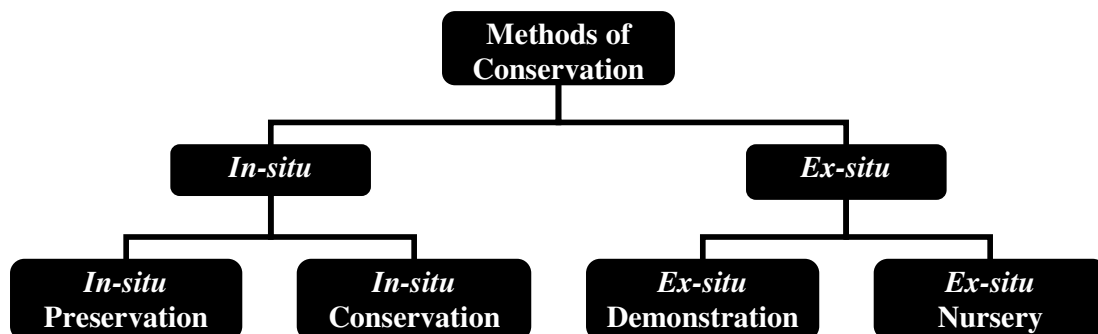 Methods of
Conservation
In-situ
Ex-situ
In-situ
Preservation
In-situ
Conservation
Ex-situ
Demonstration
Ex-situ
Nursery